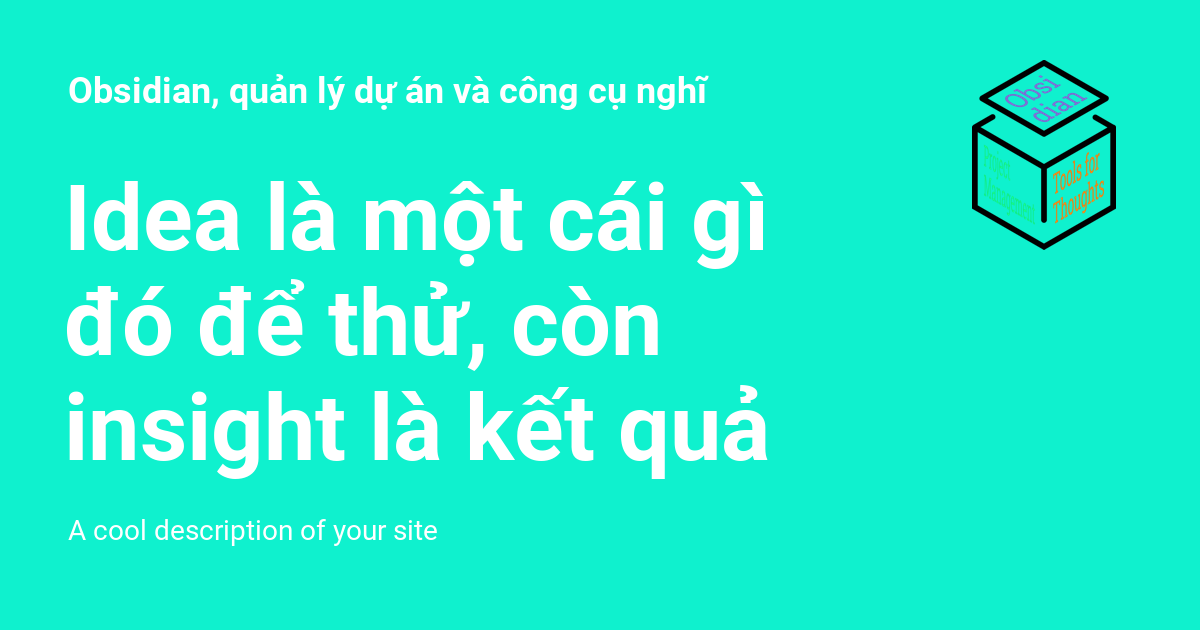 Obsidian, quản lý dự án và công cụ nghĩ
Obsi
dian
Project
Management
Tools for
Thoughts
Idea là một cái gì
đó để thử, còn
insight là kết quả
A cool description of your site